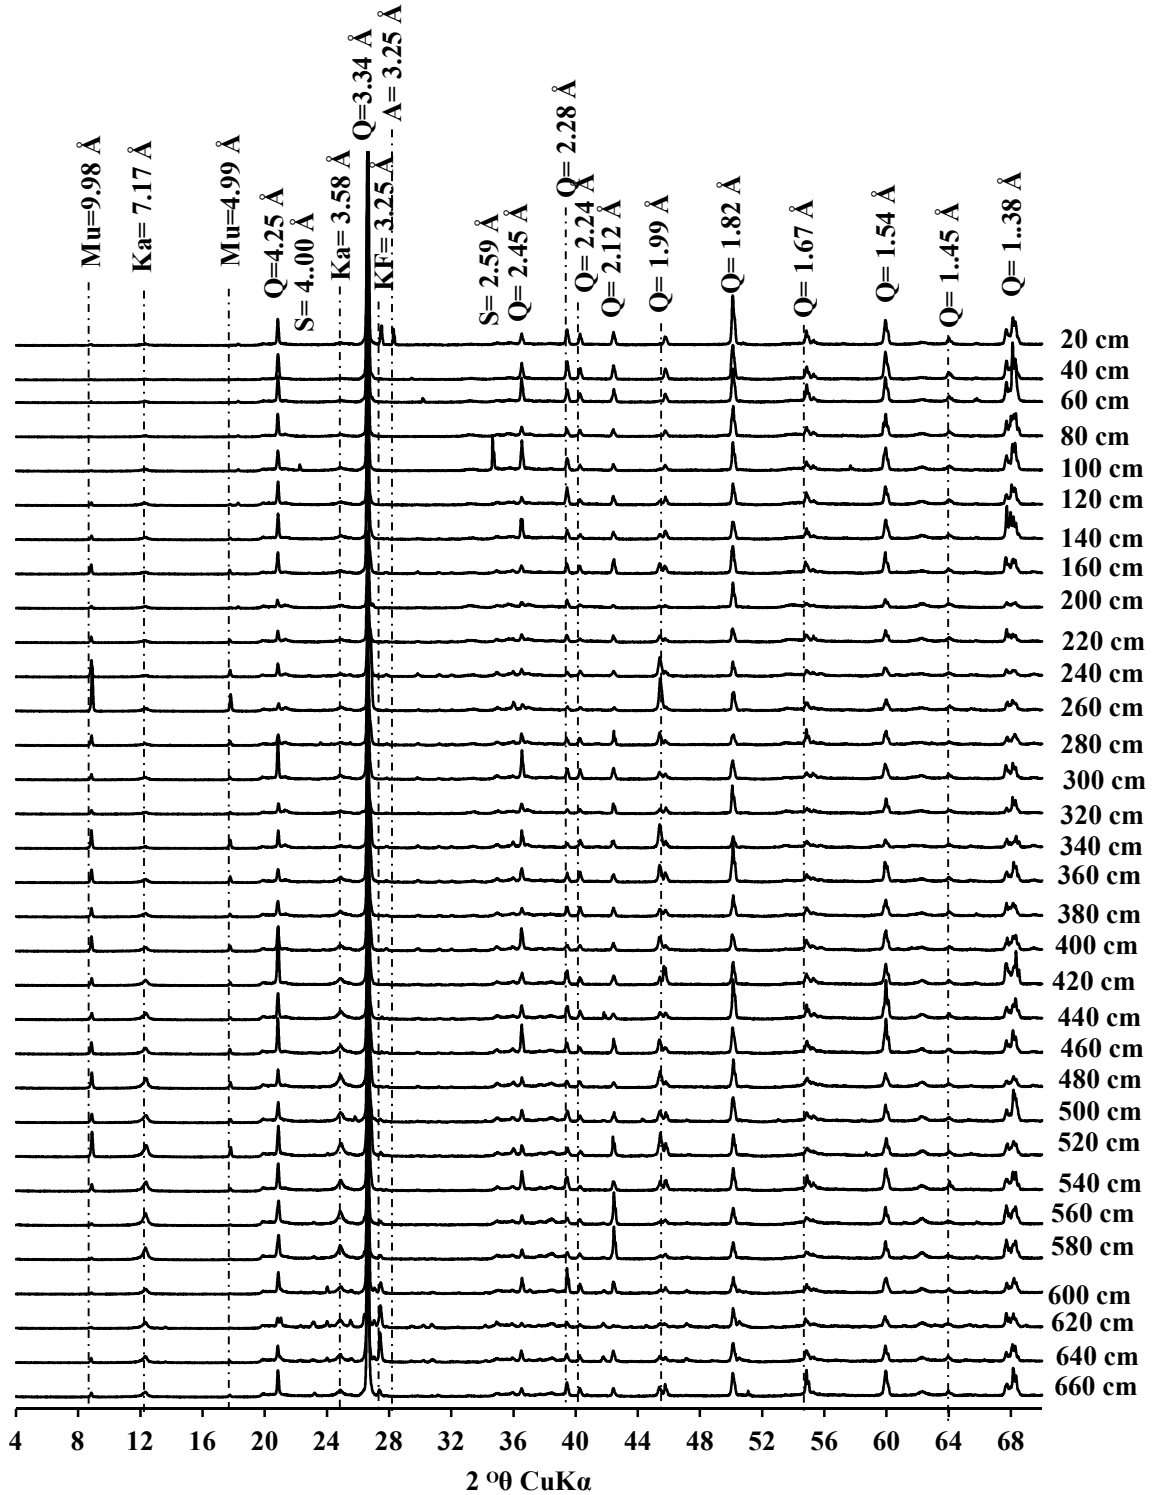 Mu=9.98 Å
Ka= 7.17 Å
Mu=4.99 Å
Q=4.25 Å
S= 4..00 Å
Ka= 3.58 Å
Q=3.34 Å
KF= 3.25 Å
A= 3.25 Å
S= 2.59 Å
Q= 2.45 Å
Q= 2.28 Å
Q= 2.24 Å
Q= 2.12 Å
Q= 1.99 Å
Q= 1.82 Å
Q= 1.67 Å
Q= 1.54 Å
Q= 1..45 Å
Q= 1..38 Å
20 cm
40 cm
60 cm
80 cm
100 cm
120 cm
140 cm
160 cm
200 cm
220 cm
240 cm
260 cm
280 cm
300 cm
320 cm
340 cm
360 cm
380 cm
400 cm
420 cm
440 cm
460 cm
480 cm
500 cm
520 cm
540 cm
560 cm
580 cm
600 cm
620 cm
640 cm
660 cm
4 8 12 16 20 24 28 32 36 40 44 48 52 56 60 64 68
2 ᴼθ CuKα